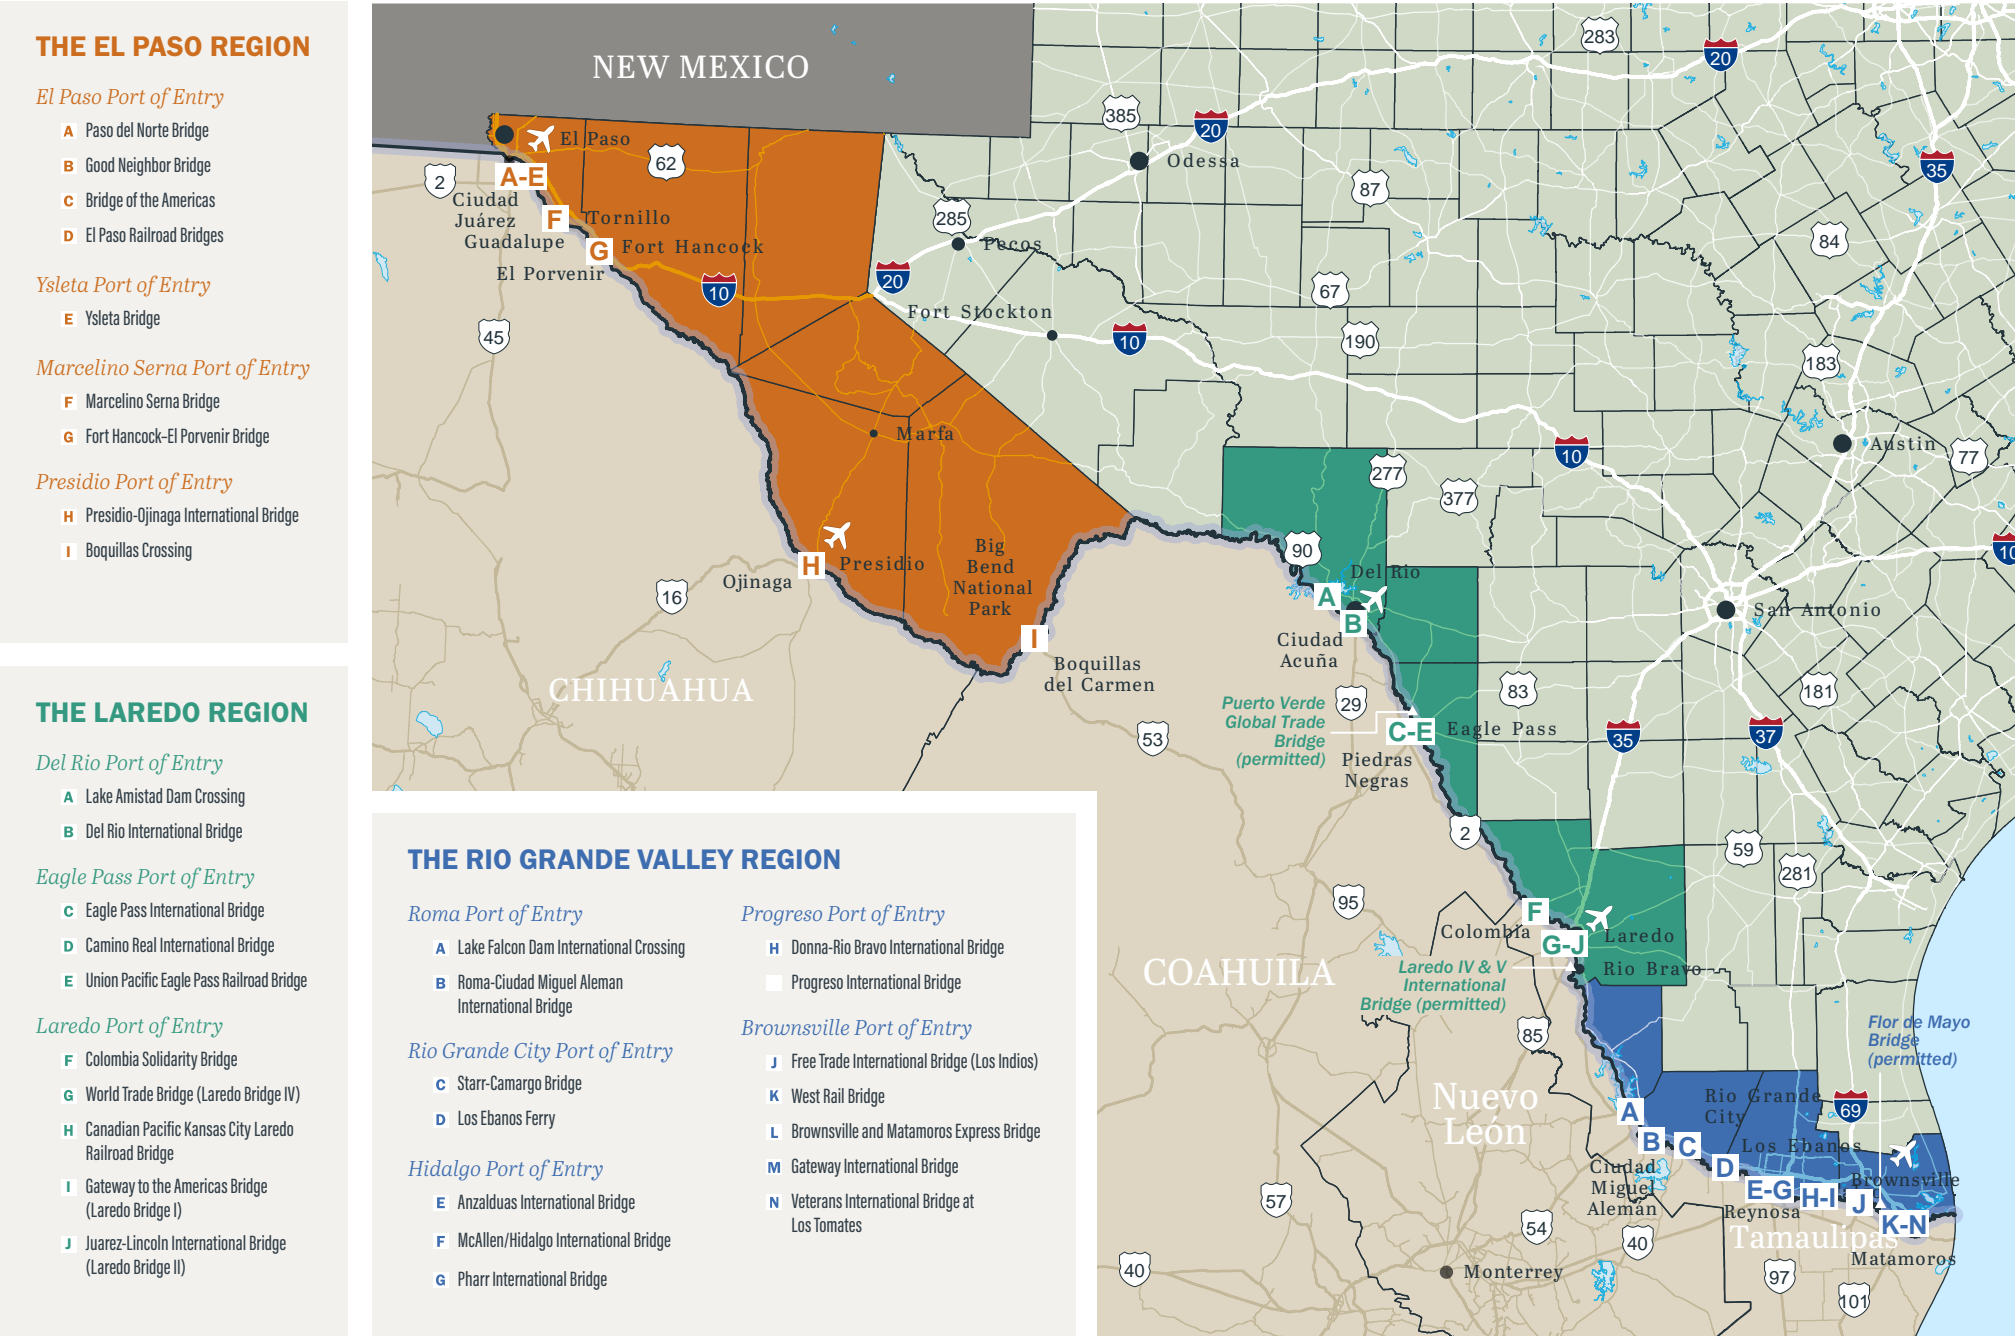 THE EL PASO REGION
El Paso Port of Entry
A Paso del Norte Bridge
B Good Neighbor Bridge
C Bridge of the Americas
D El Paso Railroad Bridges
Ysleta Port of Entry
E Ysleta Bridge
Marcelino Serna Port of Entry
F Marcelino Serna Bridge
G Fort Hancock–El Porvenir Bridge
Presidio Port of Entry
H Presidio-Ojinaga International Bridge
I Boquillas Crossing
THE LAREDO REGION
Del Rio Port of Entry
A Lake Amistad Dam Crossing
B Del Rio International Bridge
Eagle Pass Port of Entry
C Eagle Pass International Bridge
D Camino Real International Bridge
E Union Pacific Eagle Pass Railroad Bridge
Laredo Port of Entry
F Colombia Solidarity Bridge
G World Trade Bridge (Laredo Bridge IV)
H Canadian Pacific Kansas City Laredo
Railroad Bridge
I Gateway to the Americas Bridge
(Laredo Bridge I)
J Juarez-Lincoln International Bridge
(Laredo Bridge II)
THE RIO GRANDE VALLEY REGION
Roma Port of Entry
A Lake Falcon Dam International Crossing
B Roma-Ciudad Miguel Aleman
International Bridge
Rio Grande City Port of Entry
C Starr-Camargo Bridge
D Los Ebanos Ferry
Hidalgo Port of Entry
E Anzalduas International Bridge
F McAllen/Hidalgo International Bridge
G Pharr International Bridge
Progreso Port of Entry
H Donna-Rio Bravo International Bridge
Progreso International Bridge
Brownsville Port of Entry
J Free Trade International Bridge (Los Indios)
K West Rail Bridge
L Brownsville and Matamoros Express Bridge
M Gateway International Bridge
N Veterans International Bridge at
Los Tomates
NEW MEXICO
283
20
385
20
35
El Paso
62
Odessa
2
A-E
87
Ciudad
Juárez
F
Tornillo
285
Guadalupe
G
Fort Hancock
Pecos
84
El Porvenir
10
20
67
Fort Stockton
45
10
190
183
Marfa
10
Austin
77
277
377
H
Presidio
Ojinaga
16
Big
Bend
National
Park
90
10
Del Rio
A
B
San Antonio
I
Ciudad
Acuña
Boquillas
del Carmen
CHIHUAHUA
29
83
181
Puerto Verde
Global Trade
Bridge
(permitted)
C-E
Eagle Pass
53
35
37
Piedras
Negras
2
59
281
95
F
Colombia
G-J
Laredo
COAHUILA
Laredo IV & V
International
Bridge (permitted)
Rio Bravo
85
Flor de Mayo
Bridge
(permitted)
Nuevo
León
Rio Grande
City
69
A
B
C
D
Los Ebanos
Ciudad
Miguel
Alemán
E-G
H-I
J
Brownsville
K-N
Reynosa
Tamaulipas
Matamoros
57
54
40
40
Monterrey
97
101